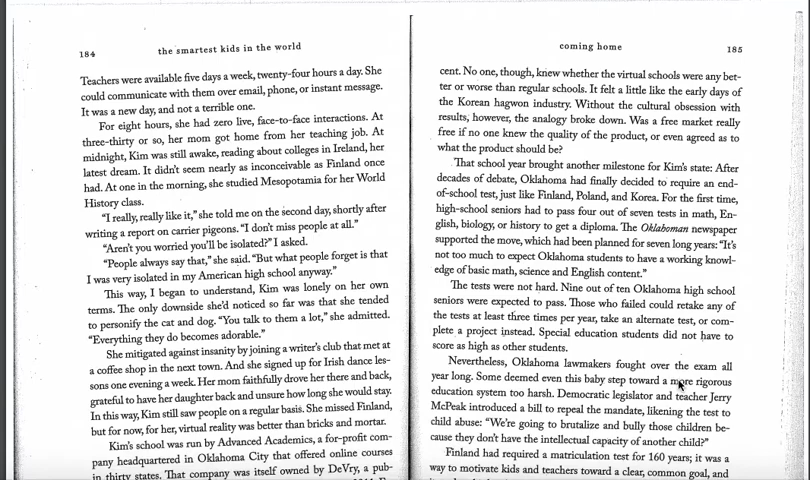 184
the smartest kids in the world
Teachers were available five days a week, twenty-four hours a day. She
could communicate with them over email, phone, or instant message.
It was a new day, and not a terrible one.
For eight hours, she had zero live, face-to-face interactions. At
three-thirty or so, her mom got home from her teaching job. At
midnight, Kim was still awake, reading about colleges in Ireland, her
latest dream. It didn't seem nearly as inconceivable as Finland once
had. At one in the morning, she studied Mesopotamia for her World
History class.
"I really, really like it," she told me on the second day, shortly after
writing a report on carrier pigeons. "I don't miss people at all."
"Aren't you worried you'll be isolated?" I asked.
"People always say that," she said. "But what people forget is that
I was very isolated in my American high school anyway."
This way, I began to understand, Kim was lonely on her own
terms. The only downside she'd noticed so far was that she tended
to personify the cat and dog. "You talk to them a lot," she admitted.
"Everything they do becomes adorable."
She mitigated against insanity by joining a writer's club that met at
a coffee shop in the next town. And she signed up for Irish dance les-
sons one evening a week. Her mom faithfully drove her there and back,
grateful to have her daughter back and unsure how long she would stay.
In this way, Kim still saw people on a regular basis. She missed Finland,
but for now, for her, virtual reality was better than bricks and mortar.
Kim's school was run by Advanced Academics, a for-profit com-
pany headquartered in Oklahoma City that offered online courses
in thirty states. That company was itself owned by DeVry, a pub-
coming home
185
cent. No one, though, knew whether the virtual schools were any bet-
ter or worse than regular schools. It felt a little like the early days of
the Korean hagwon industry. Without the cultural obsession with
results, however, the analogy broke down. Was a free market really
free if no one knew the quality of the product, or even agreed as to
what the product should be?
That school year brought another milestone for Kim's state: After
decades of debate, Oklahoma had finally decided to require an end-
of-school test, just like Finland, Poland, and Korea. For the first time,
high-school seniors had to pass four out of seven tests in math, En-
glish, biology, or history to get a diploma. The Oklahoman newspaper
supported the move, which had been planned for seven long years: "It's
not too much to expect Oklahoma students to have a working knowl-
edge of basic math, science and English content."
The tests were not hard. Nine out of ten Oklahoma high school
seniors were expected to pass. Those who failed could retake any of
the tests at least three times per year, take an alternate test, or com-
plete a project instead. Special education students did not have to
score as high as other students.
Nevertheless, Oklahoma lawmakers fought over the exam all
year long. Some deemed even this baby step toward a more rigorous
education system too harsh. Democratic legislator and teacher Jerry
McPeak introduced a bill to repeal the mandate, likening the test to
child abuse: "We're going to brutalize and bully those children be-
cause they don't have the intellectual capacity of another child?"
Finland had required a matriculation test for 160 years; it was a
way to motivate kids and teachers toward a clear, common goal, and